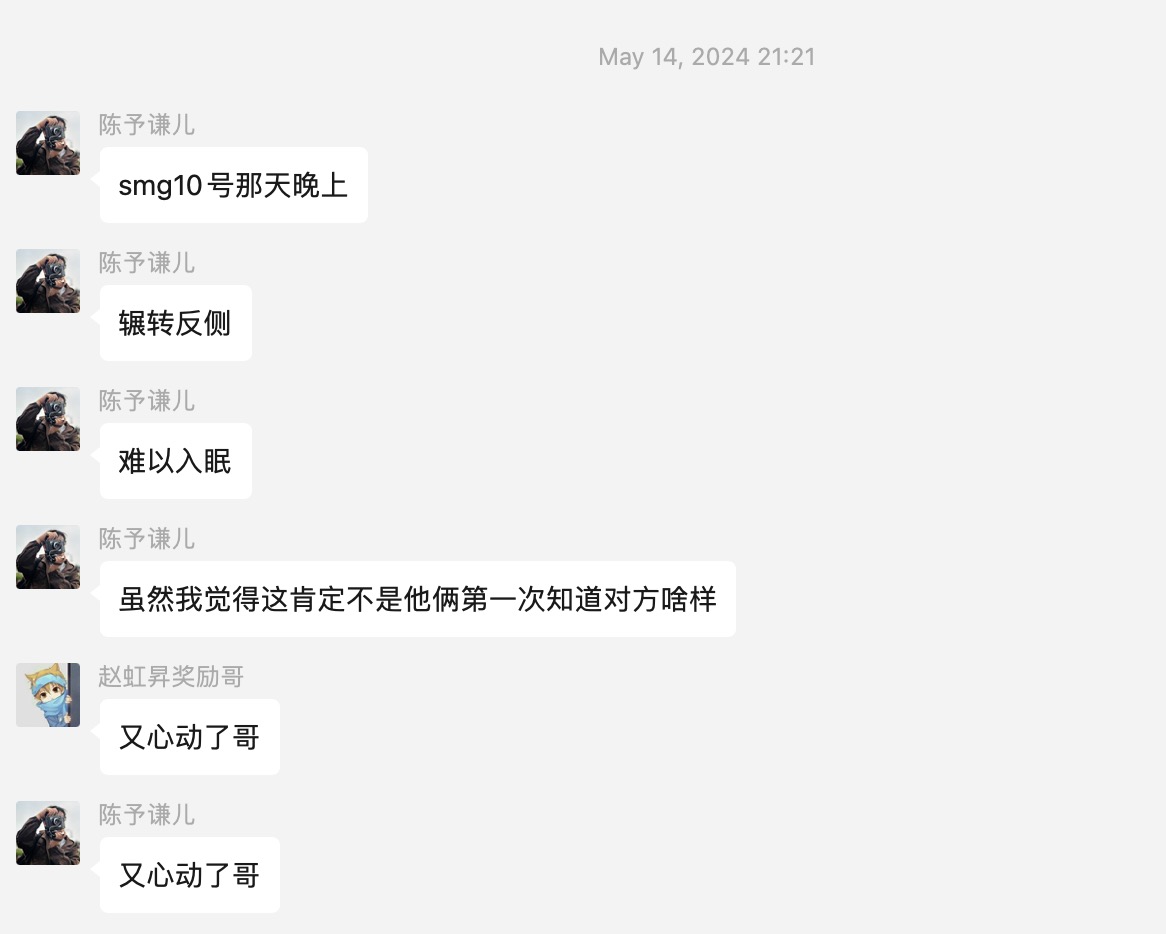 May 14, 2024 21:21
陈予谦儿
smg10号那天晚上
陈予谦儿
辗转反侧
陈予谦儿
难以入眠
陈予谦儿
虽然我觉得这肯定不是他俩第一次知道对方啥样
赵虹昇奖励哥
又心动了哥
陈予谦儿
又心动了哥